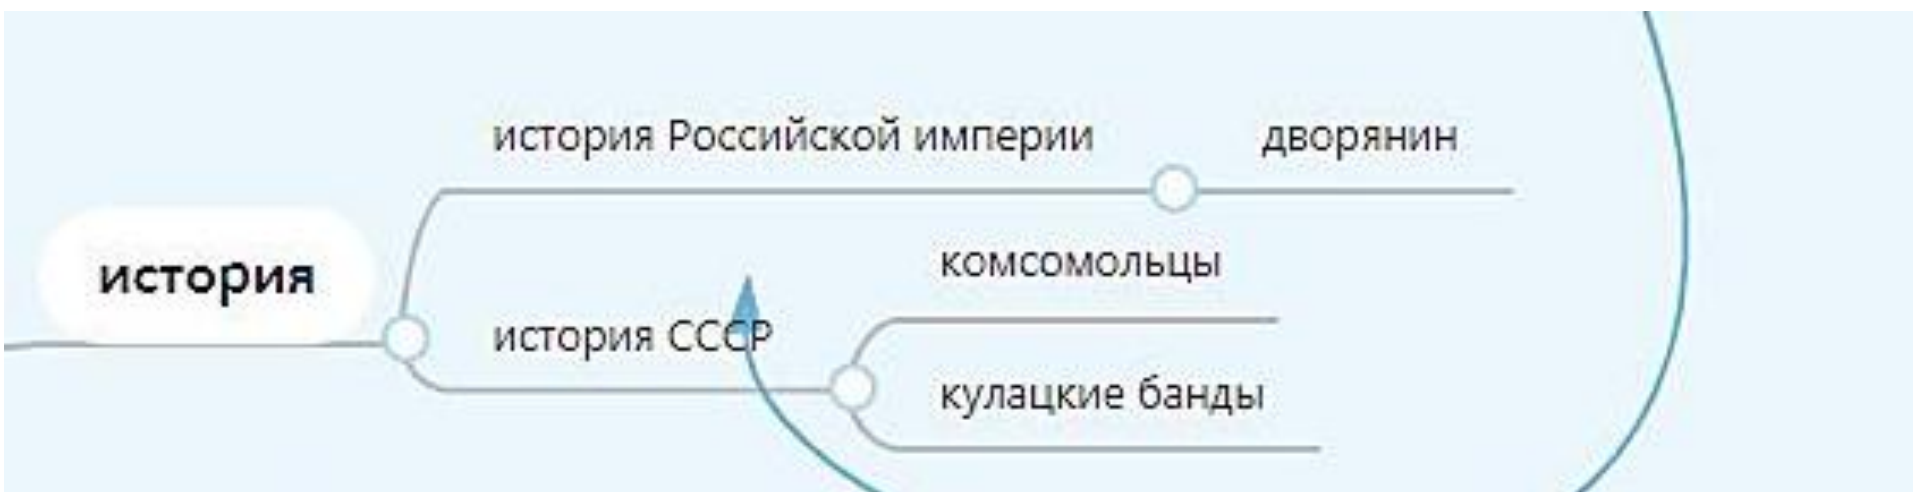 история Российской империи
дворянин
история
комсомольцы
история СССР
кулацкие банды